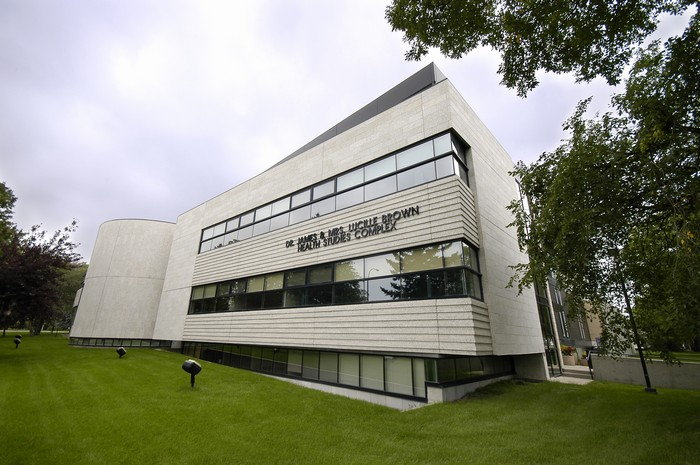 DR. JAMES & MRS. LUCILLE BROWN
HEALTH STUDIES COMPLEX